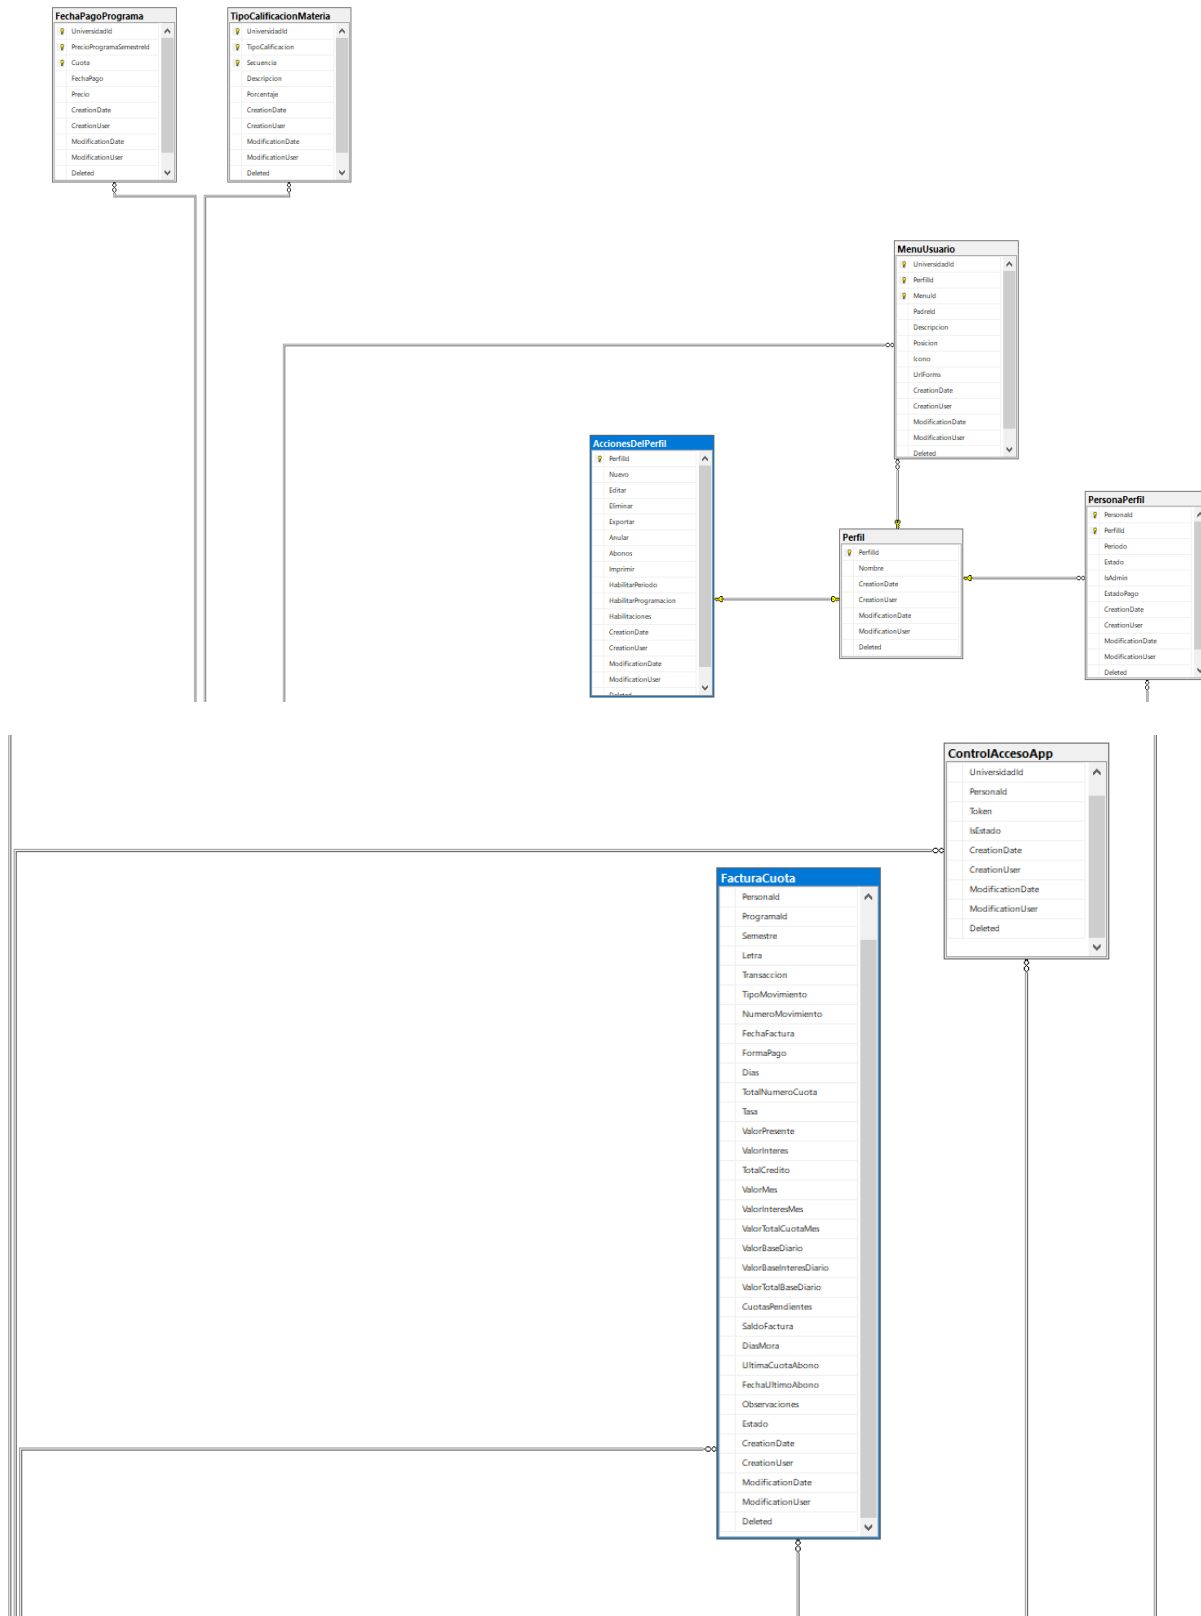 FechaPagoPrograma
UniversidadId
PrecioProgramaSemestreId
Cuota
FechaPago
Precio
CreationDate
CreationUser
ModificationDate
ModificationUser
Deleted
TipoCalificacionMateria
UniversidadId
TipoCalificacion
Secuencia
Descripcion
Porcentaje
CreationDate
CreationUser
ModificationDate
ModificationUser
Deleted
MenuUsuario
UniversidadId
PerfilId
MenuId
PadreId
Descripcion
Posicion
Icono
UrlForms
CreationDate
CreationUser
ModificationDate
ModificationUser
Deleted
AccionesDelPerfil
PerfilId
Nuevo
Editar
Eliminar
Exportar
Anular
Abonos
Imprimir
HabilitarPeriodo
HabilitarProgramacion
Habilitaciones
CreationDate
CreationUser
ModificationDate
ModificationUser
Deleted
Perfil
PerfilId
Nombre
CreationDate
CreationUser
ModificationDate
ModificationUser
Deleted
PersonaPerfil
PersonaId
PerfilId
Periodo
Estado
IsAdmin
EstadoPago
CreationDate
CreationUser
ModificationDate
ModificationUser
Deleted
ControlAccesoApp
UniversidadId
PersonaId
Token
IsEstado
CreationDate
CreationUser
ModificationDate
ModificationUser
Deleted
FacturaCuota
PersonaId
ProgramaId
Semestre
Letra
Transaccion
TipoMovimiento
NumeroMovimiento
FechaFactura
FormaPago
Dias
TotalNumeroCuota
Tasa
ValorPresente
ValorInteres
TotalCredito
ValorMes
ValorInteresMes
ValorTotalCuotaMes
ValorBaseDiario
ValorBaseInteresDiario
ValorTotalBaseDiario
CuotasPendientes
SaldoFactura
DiasMora
UltimaCuotaAbono
FechaUltimoAbono
Observaciones
Estado
CreationDate
CreationUser
ModificationDate
ModificationUser
Deleted